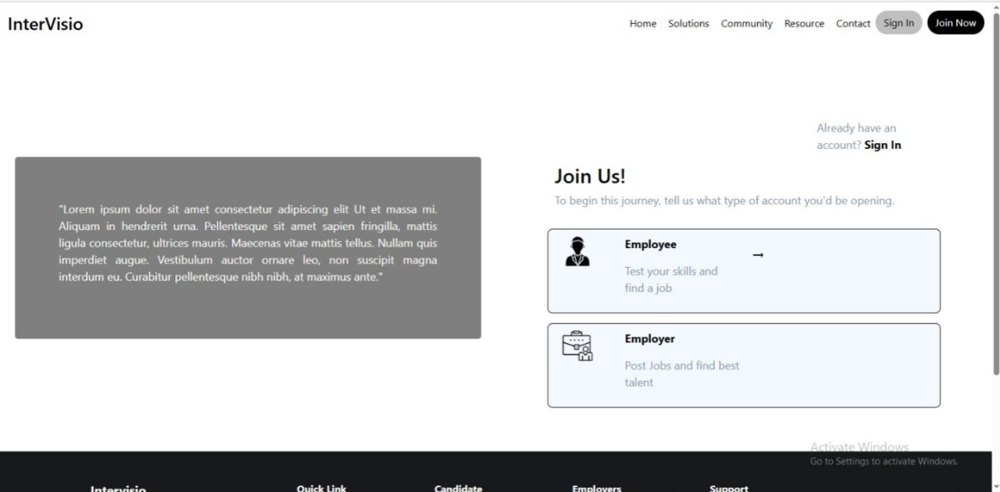 InterVisio
Home Solutions Community Resource Contact Sign In Join Now
Already have an
account? Sign In
"Lorem ipsum dolor sit amet consectetur adipiscing elit Ut et massa mi.
Aliquam in hendrerit urna. Pellentesque sit amet sapien fringilla, mattis
ligula consectetur, ultrices mauris. Maecenas vitae mattis tellus. Nullam quis
imperdiet augue. Vestibulum auctor ornare leo, non suscipit magna
interdum eu. Curabitur pellentesque nibh nibh, at maximus ante."
Join Us!
To begin this journey, tell us what type of account you'd be opening.
Employee
→
Test your skills and
find a job
Employer
Post Jobs and find best
talent
Activate Windows
Go to Settings to activate Windows.
Intervisio
Quick Link
Candidate
Employers
Support